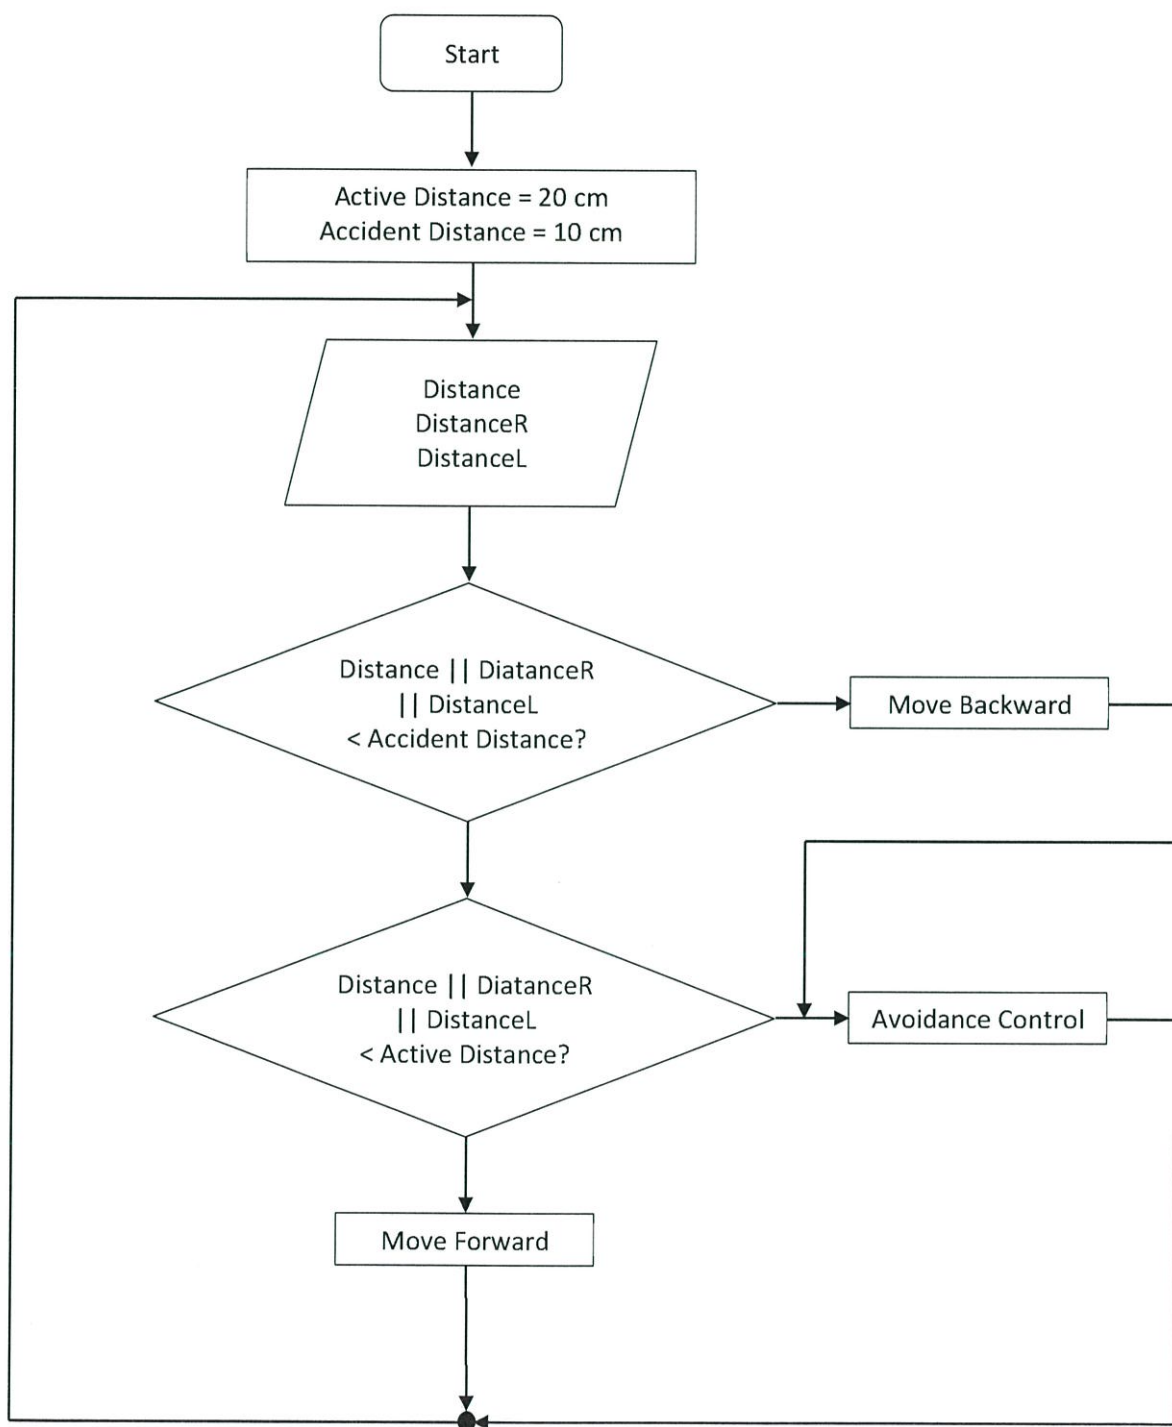 Start
Active Distance = 20 cm
Accident Distance = 10 cm
Distance
DistanceR
DistanceL
Distance || DiatanceR
|| DistanceL
< Accident Distance?
Move Backward
Distance || DiatanceR
|| DistanceL
< Active Distance?
Avoidance Control
Move Forward